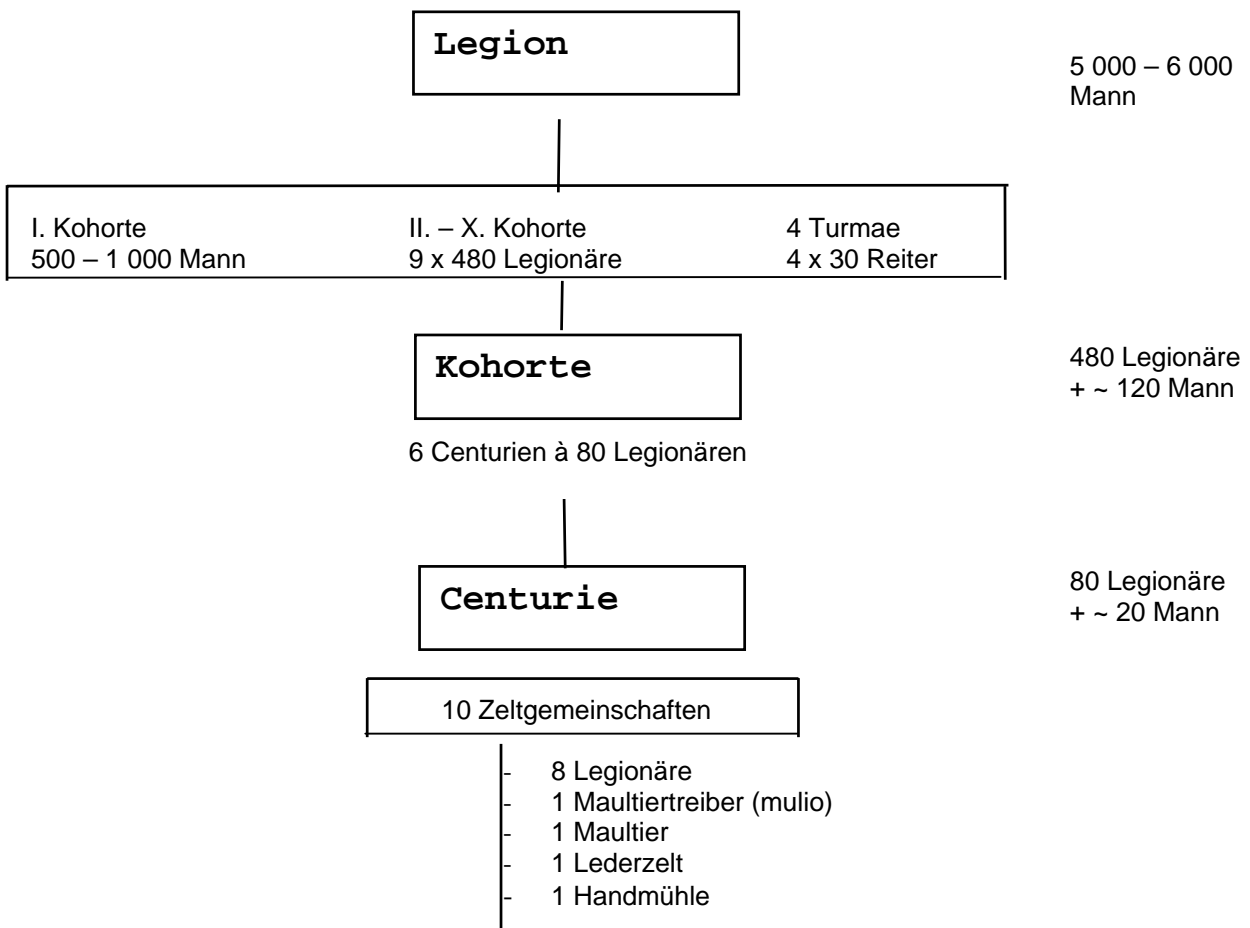 Legion
5 000 – 6 000
Mann
I. Kohorte
500 – 1 000 Mann
II. – X. Kohorte
9 x 480 Legionäre
4 Turmae
4 x 30 Reiter
Kohorte
480 Legionäre
+ ~ 120 Mann
6 Centurien à 80 Legionären
Centurie
80 Legionäre
+ ~ 20 Mann
10 Zeltgemeinschaften
- 8 Legionäre
- 1 Maultiertreiber (mulio)
- 1 Maultier
- 1 Lederzelt
- 1 Handmühle